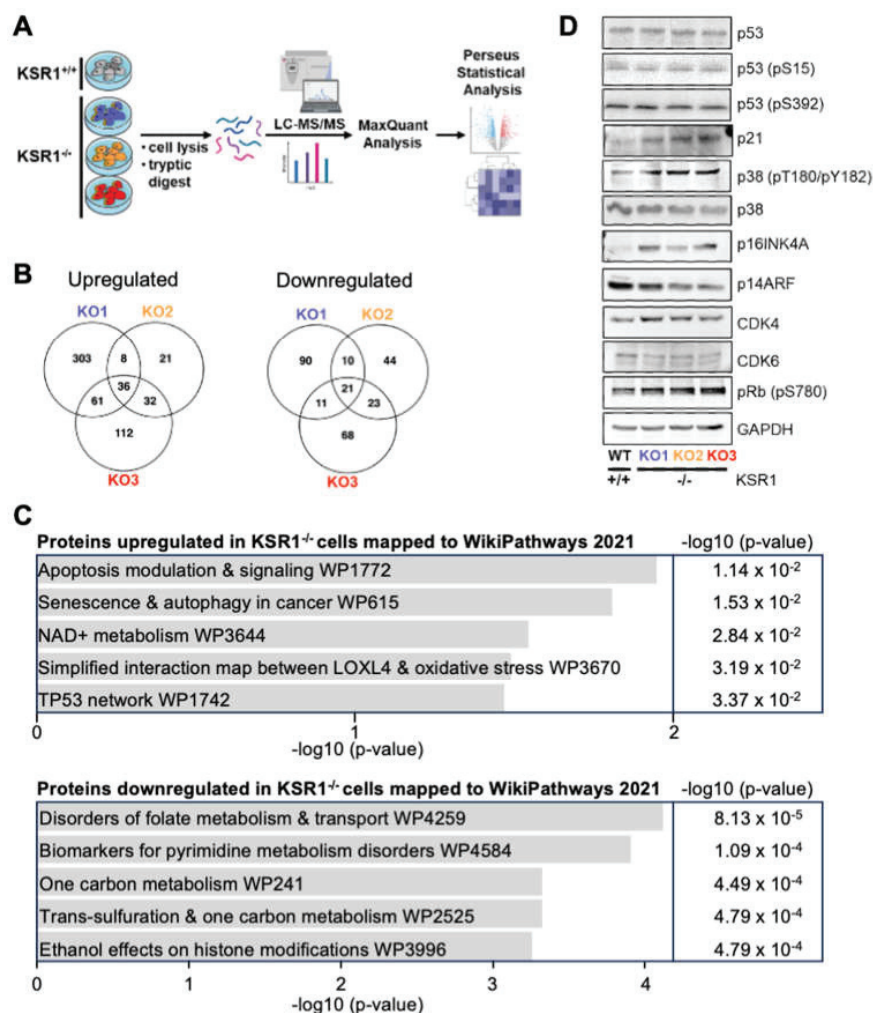 A
KSR1+/+
KSR1-/-
• cell lysis
• tryptic
digest
LC-MS/MS
MaxQuant
Analysis
Perseus
Statistical
Analysis
B
Upregulated
KO1
KO2
303
8
21
36
61
32
112
KO3
Downregulated
KO1
KO2
90
10
44
21
11
23
68
KO3
C
Proteins upregulated in KSR1-/- cells mapped to WikiPathways 2021
-log10 (p-value)
Apoptosis modulation & signaling WP1772
1.14 x 10-2
Senescence & autophagy in cancer WP615
1.53 x 10-2
NAD+ metabolism WP3644
2.84 x 10-2
Simplified interaction map between LOXL4 & oxidative stress WP3670
3.19 x 10-2
TP53 network WP1742
3.37 x 10-2
0
1
2
-log10 (p-value)
Proteins downregulated in KSR1-/- cells mapped to WikiPathways 2021
-log10 (p-value)
Disorders of folate metabolism & transport WP4259
8.13 x 10-5
Biomarkers for pyrimidine metabolism disorders WP4584
1.09 x 10-4
One carbon metabolism WP241
4.49 x 10-4
Trans-sulfuration & one carbon metabolism WP2525
4.79 x 10-4
Ethanol effects on histone modifications WP3996
4.79 x 10-4
0
1
2
3
4
-log10 (p-value)
D
p53
p53 (pS15)
p53 (pS392)
p21
p38 (pT180/pY182)
p38
p16INK4A
p14ARF
CDK4
CDK6
pRb (pS780)
GAPDH
WT KO1 KO2 KO3
+/+ -/- KSR1